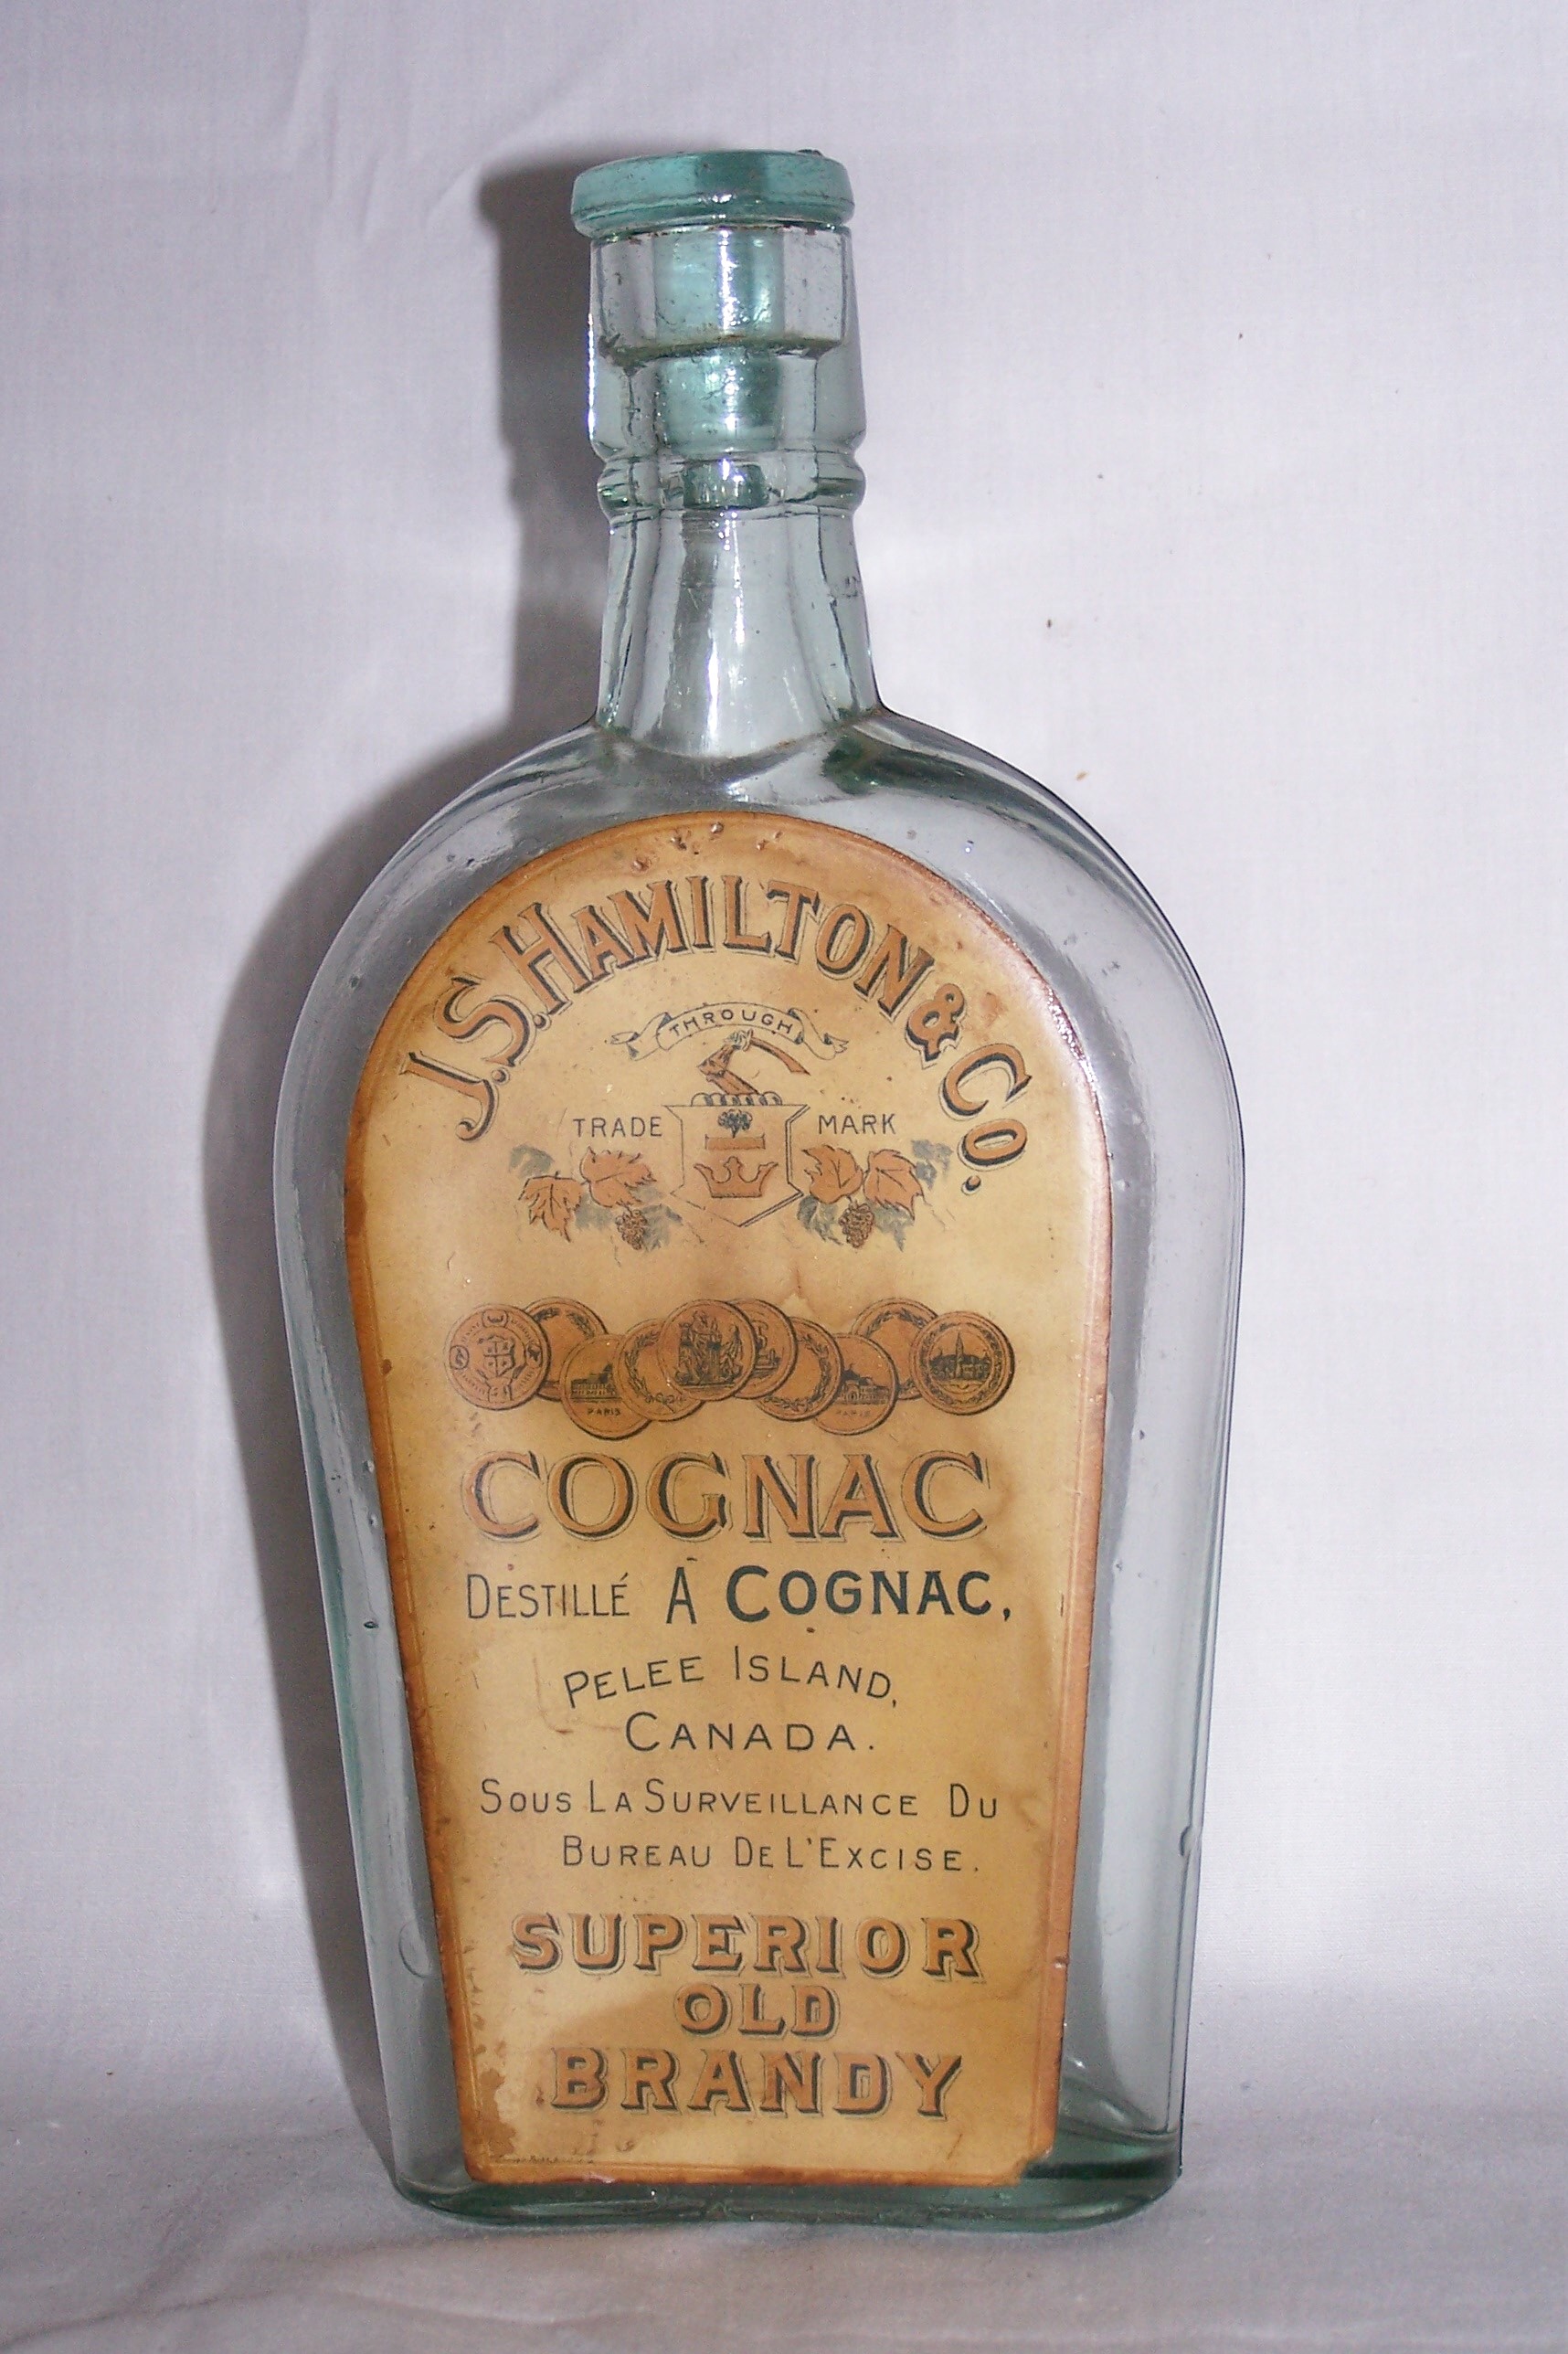 J.S. HAMILTON & CO.
THROUGH
TRADE MARK
PARIS PARIS
COGNAC
DESTILLÉ A COGNAC,
PELEE ISLAND,
CANADA.
SOUS LA SURVEILLANCE DU
BUREAU DE L'EXCISE.
SUPERIOR
OLD
BRANDY